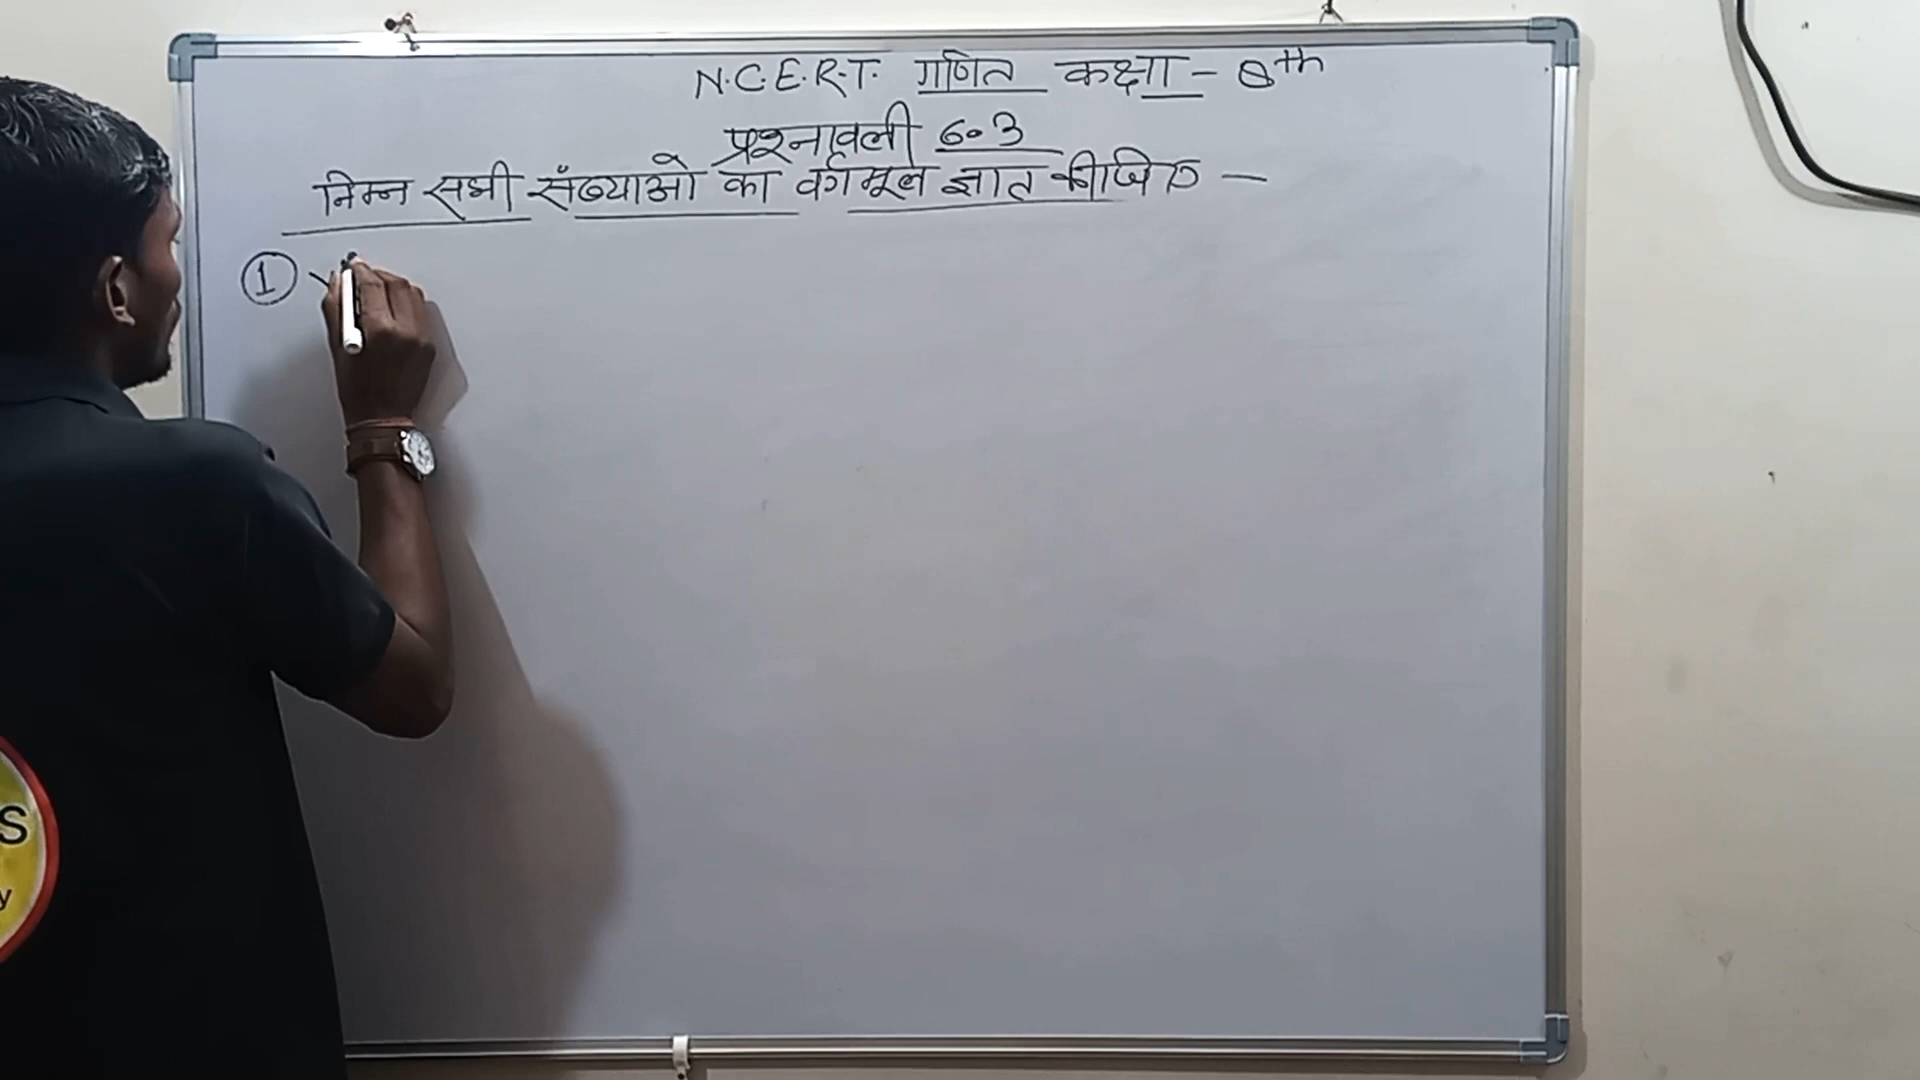 N.C.E.R.T. गणित कक्षा - 8th
प्रश्नावली 6.3
निम्न सभी संख्याओ का वर्गमूल ज्ञात कीजिए -
1
S
y